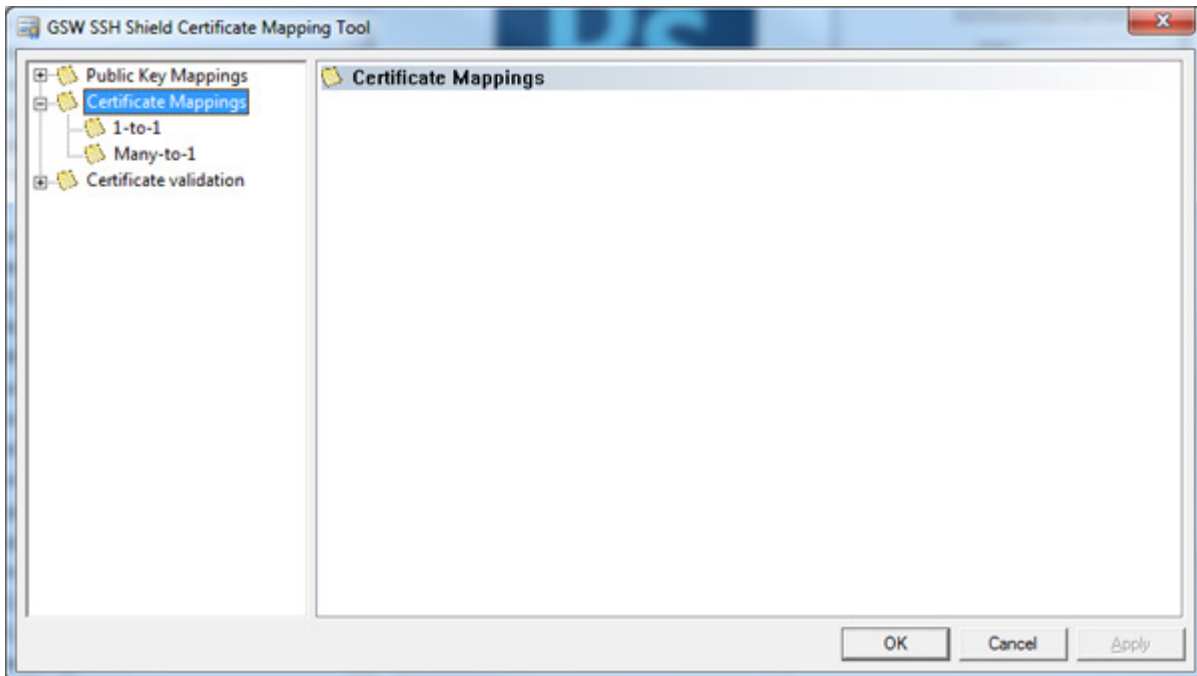 GSW SSH Shield Certificate Mapping Tool
Public Key Mappings
Certificate Mappings
1-to-1
Many-to-1
Certificate validation
Certificate Mappings
OK
Cancel
Apply